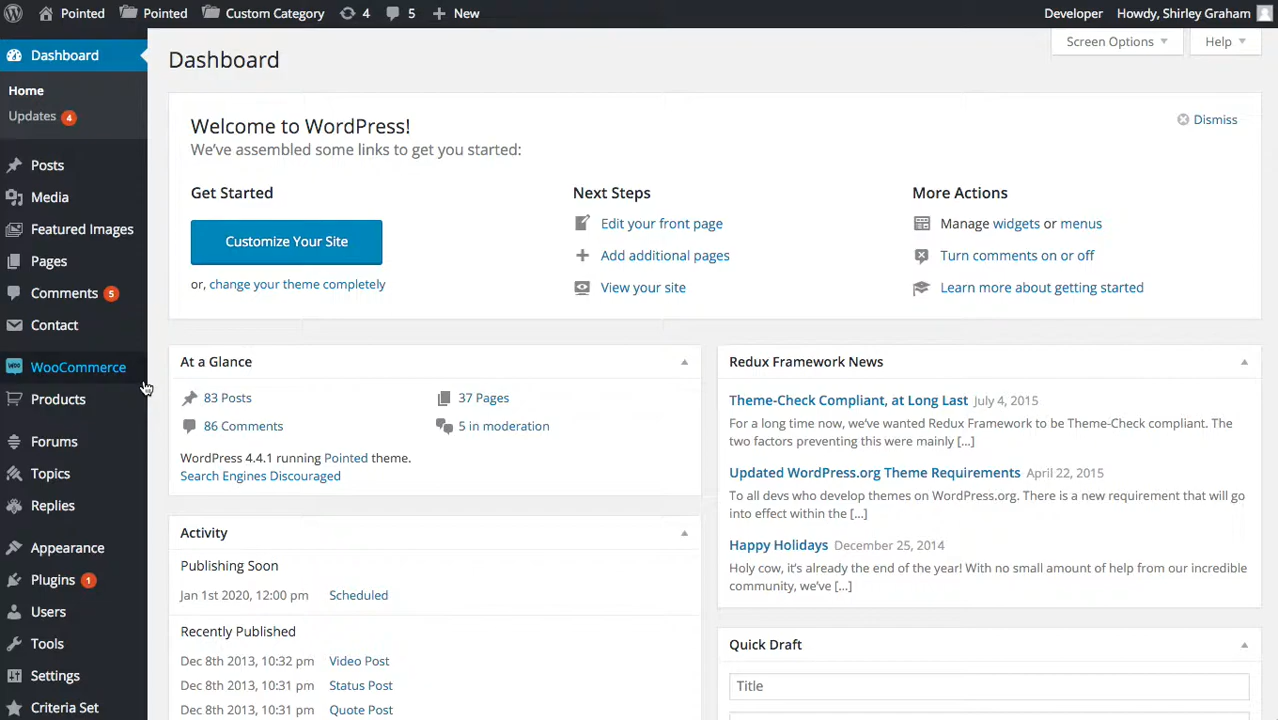 Pointed Pointed Custom Category 4 5 New Developer Howdy, Shirley Graham
Dashboard
Home
Updates 4
Posts
Media
Featured Images
Pages
Comments 5
Contact
WooCommerce
Products
Forums
Topics
Replies
Appearance
Plugins 1
Users
Tools
Settings
Criteria Set
Dashboard
Screen Options
Help
Welcome to WordPress!
We've assembled some links to get you started:
Dismiss
Get Started
Customize Your Site
or, change your theme completely
Next Steps
Edit your front page
Add additional pages
View your site
More Actions
Manage widgets or menus
Turn comments on or off
Learn more about getting started
At a Glance
83 Posts
37 Pages
86 Comments
5 in moderation
WordPress 4.4.1 running Pointed theme.
Search Engines Discouraged
Activity
Publishing Soon
Jan 1st 2020, 12:00 pm Scheduled
Recently Published
Dec 8th 2013, 10:32 pm Video Post
Dec 8th 2013, 10:31 pm Status Post
Dec 8th 2013, 10:31 pm Quote Post
Redux Framework News
Theme-Check Compliant, at Long Last July 4, 2015
For a long time now, we've wanted Redux Framework to be Theme-Check compliant. The
two factors preventing this were mainly […]
Updated WordPress.org Theme Requirements April 22, 2015
To all devs who develop themes on WordPress.org. There is a new requirement that will go
into effect within the […]
Happy Holidays December 25, 2014
Holy cow, it's already the end of the year! With no small amount of help from our incredible
community, we've […]
Quick Draft
Title